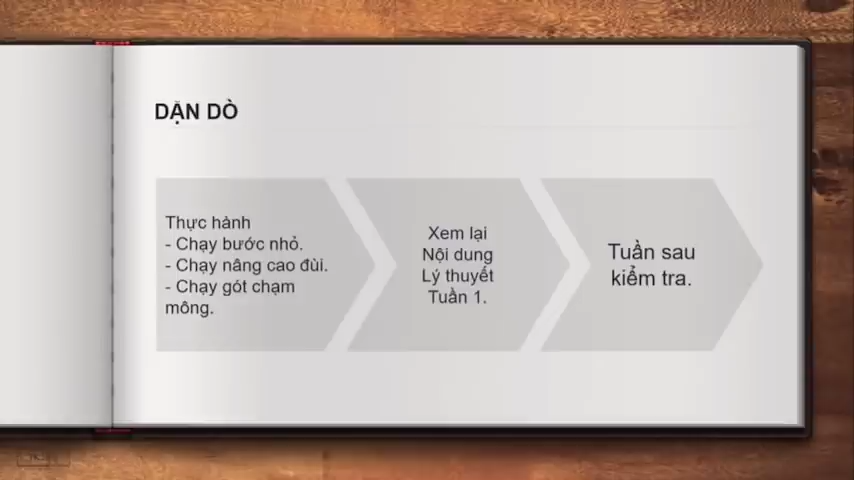 DẶN DÒ
Thực hành
- Chạy bước nhỏ.
- Chạy nâng cao đùi.
- Chạy gót chạm
mông.
Xem lại
Nội dung
Lý thuyết
Tuần 1.
Tuần sau
kiểm tra.